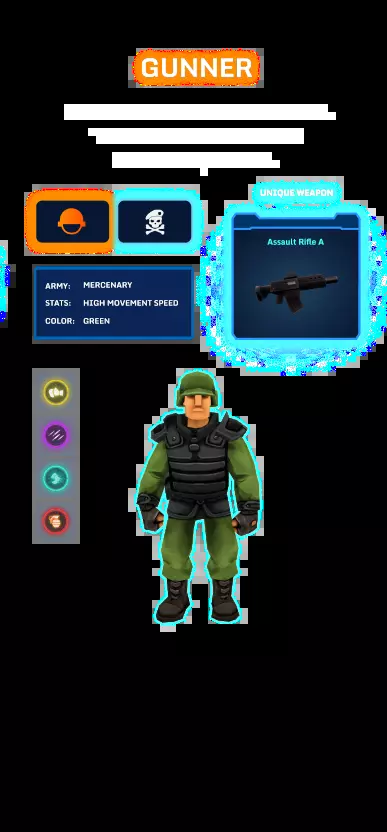 GUNNER
UNIQUE WEAPON
Assault Rifle A
ARMY: MERCENARY
STATS: HIGH MOVEMENT SPEED
COLOR: GREEN